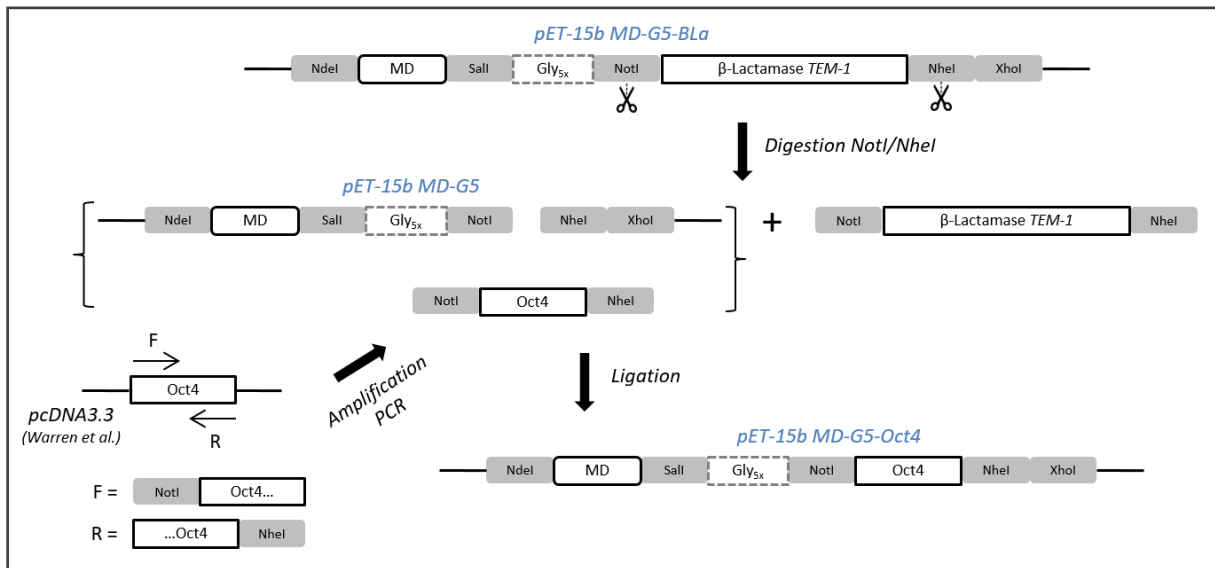 pET-15b MD-G5-BLa
NdeI MD SalI Gly5x NotI β-Lactamase TEM-1 NheI XhoI
Digestion NotI/NheI
pET-15b MD-G5
NdeI MD SalI Gly5x NotI NheI XhoI + NotI β-Lactamase TEM-1 NheI
NotI Oct4 NheI
F
Oct4
R
pcDNA3.3
(Warren et al.)
Amplification
PCR
Ligation
pET-15b MD-G5-Oct4
NdeI MD SalI Gly5x NotI Oct4 NheI XhoI
F = NotI Oct4...
R = ...Oct4 NheI